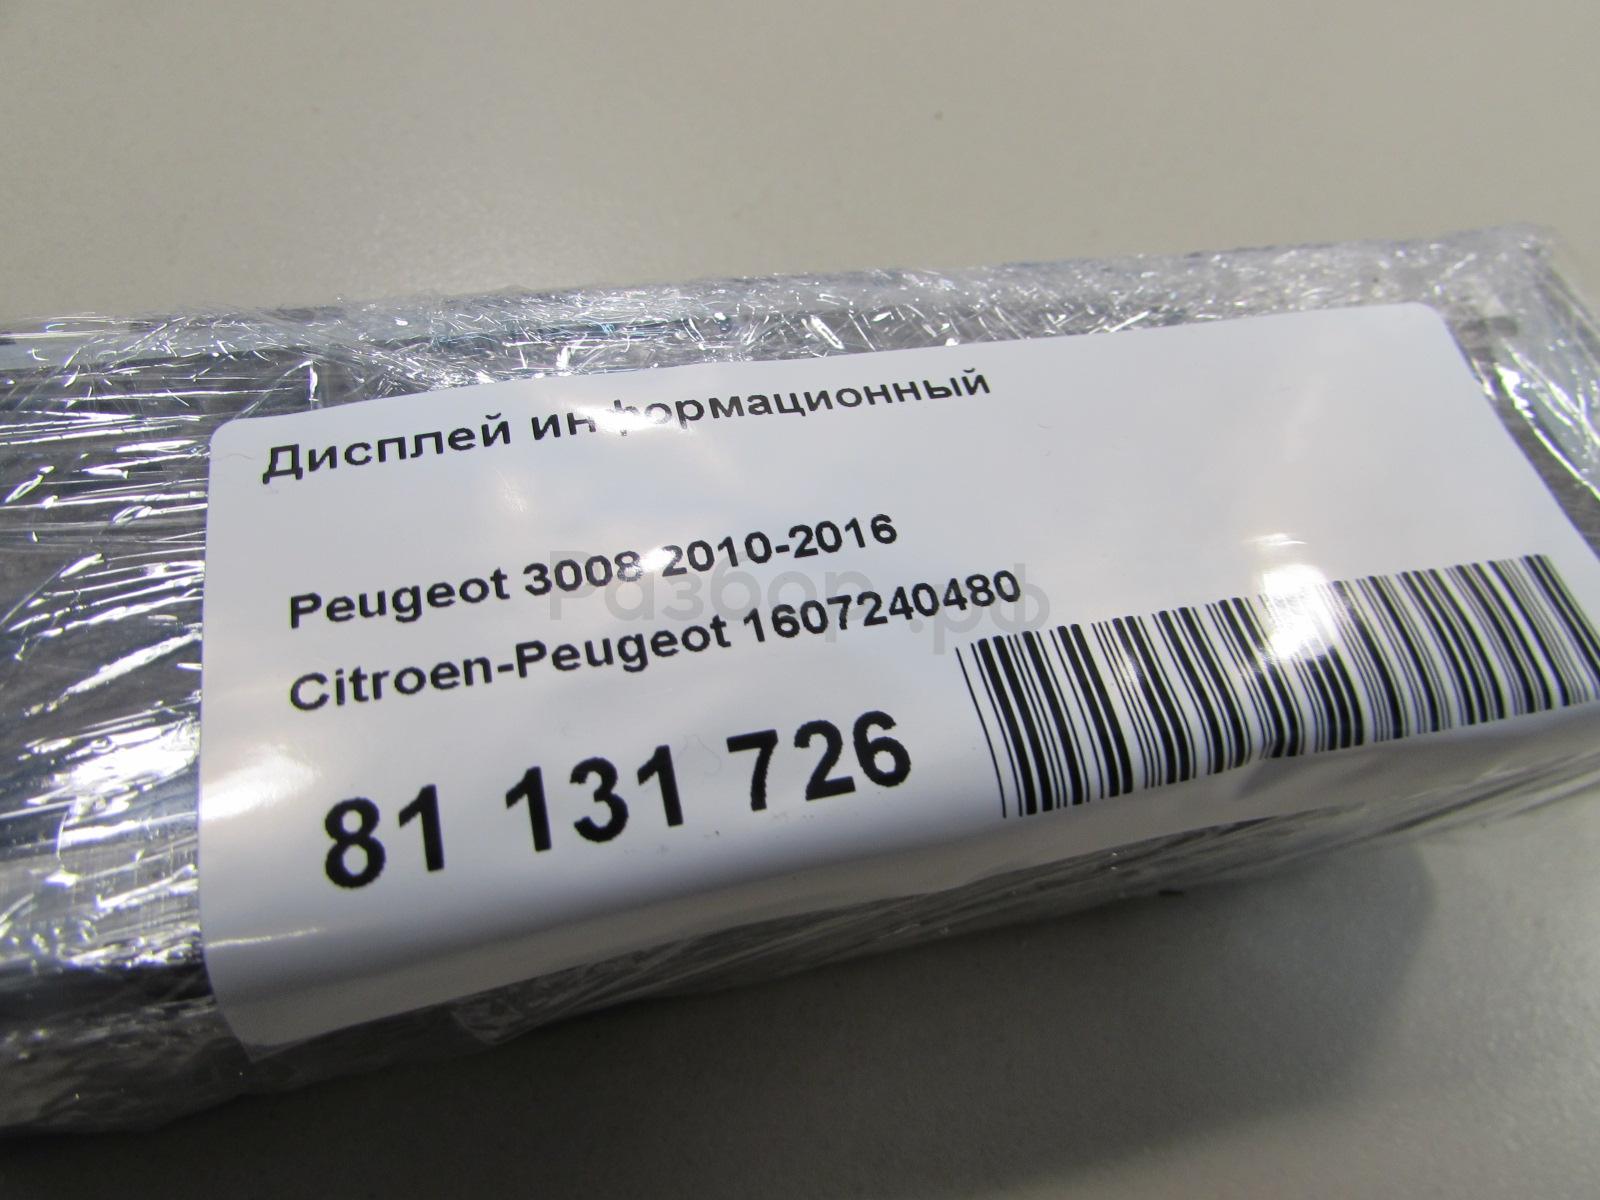 Дисплей информационный
Peugeot 3008 2010-2016
Citroen-Peugeot 1607240480
81 131 726
Разбор.рф